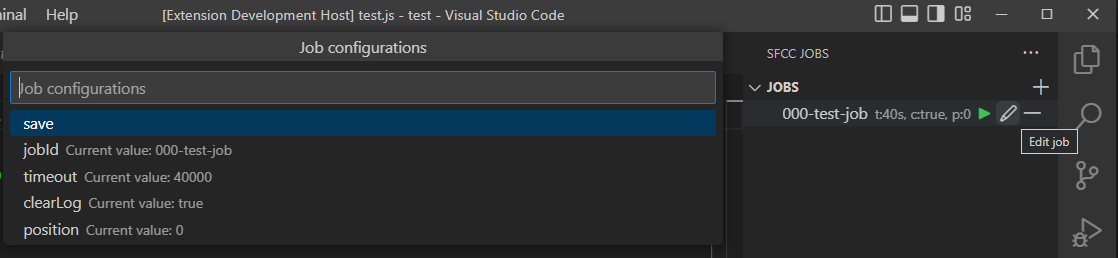 Help
[Extension Development Host] test.js - test - Visual Studio Code
Job configurations
Job configurations
save
jobId Current value: 000-test-job
timeout Current value: 40000
clearLog Current value: true
position Current value: 0
SFCC JOBS
JOBS
000-test-job t:40s, c:true, p:0
Edit job